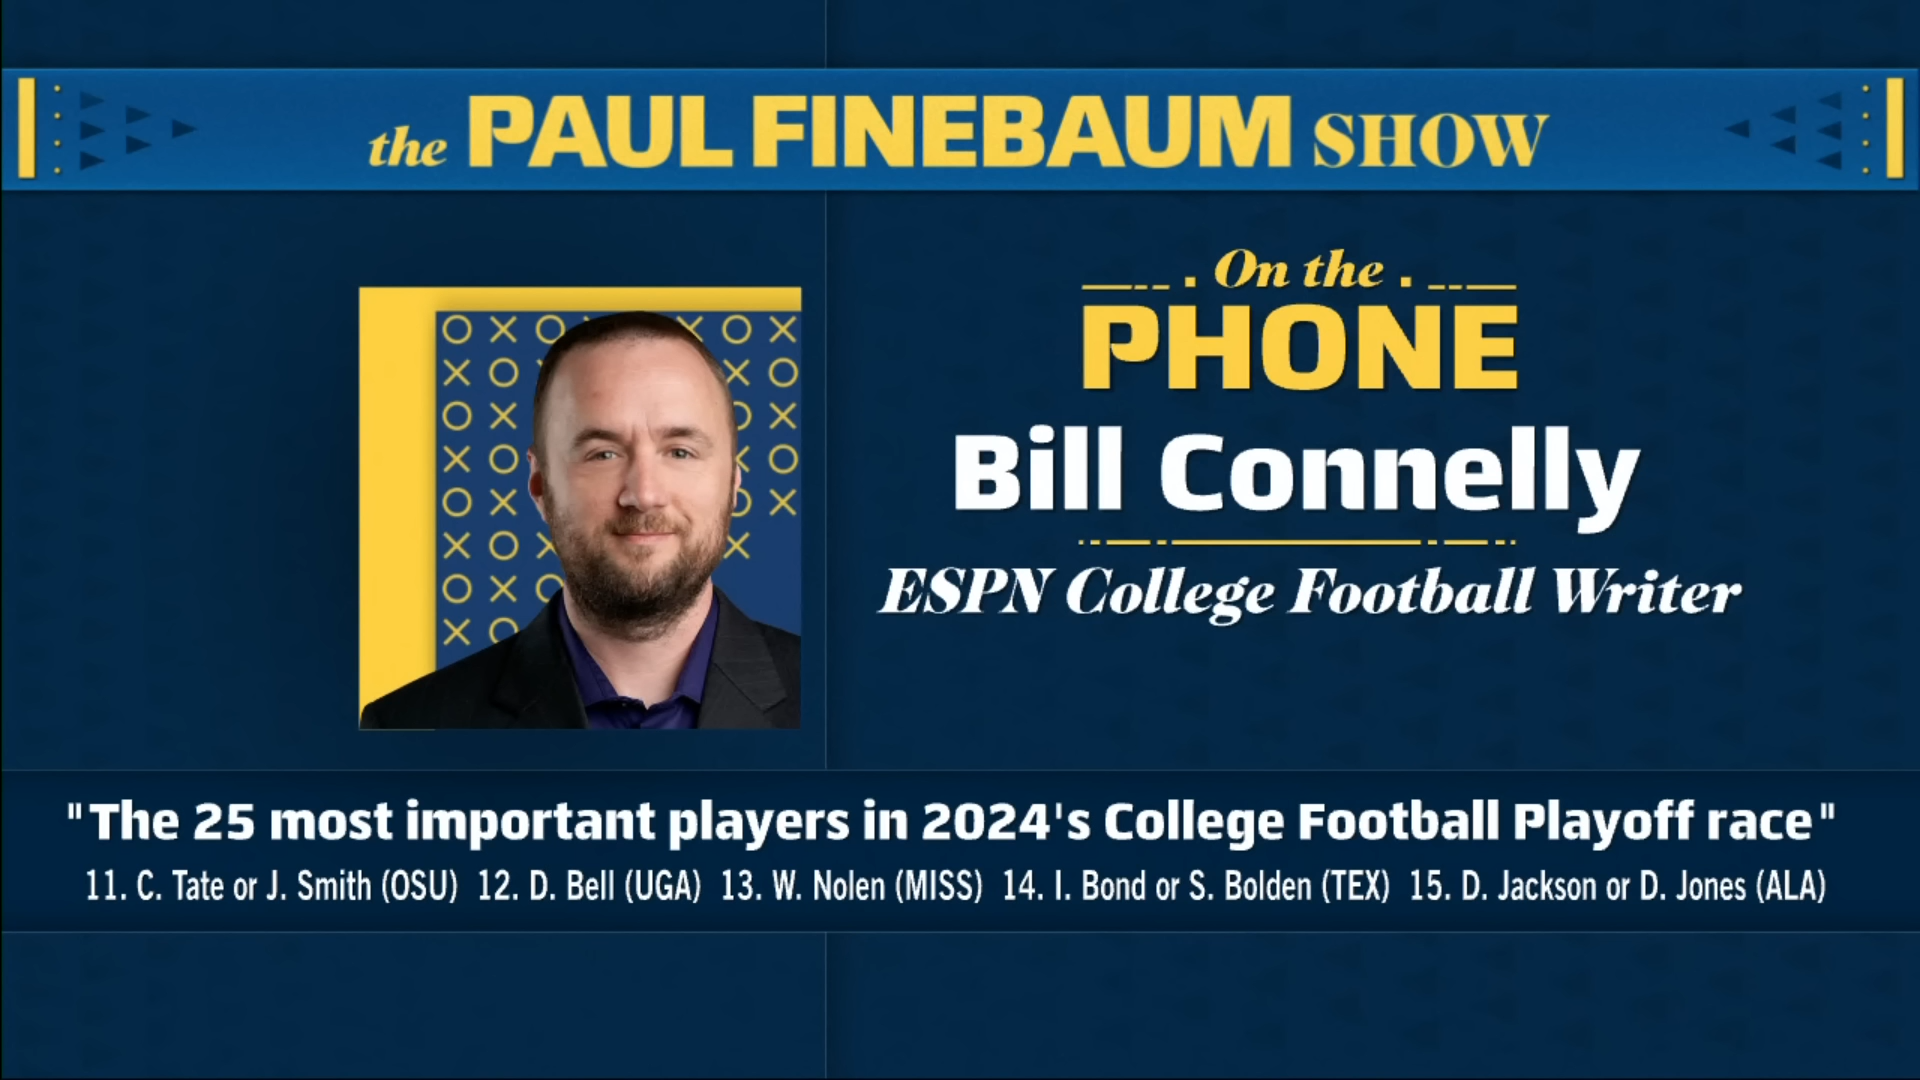 the PAUL FINEBAUM SHOW
On the
PHONE
Bill Connelly
ESPN College Football Writer
"The 25 most important players in 2024's College Football Playoff race"
11. C. Tate or J. Smith (OSU) 12. D. Bell (UGA) 13. W. Nolen (MISS) 14. I. Bond or S. Bolden (TEX) 15. D. Jackson or D. Jones (ALA)